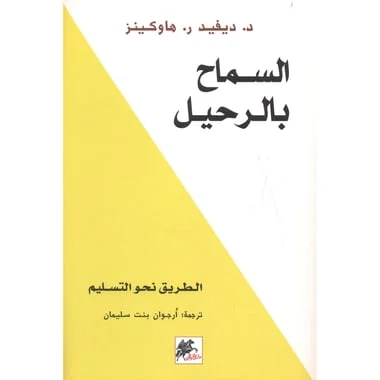 د. ديفيد ر. هاوكينز
السماح
بالرحيل
الطريق نحو التسليم
ترجمة: أرجوان بنت سليمان